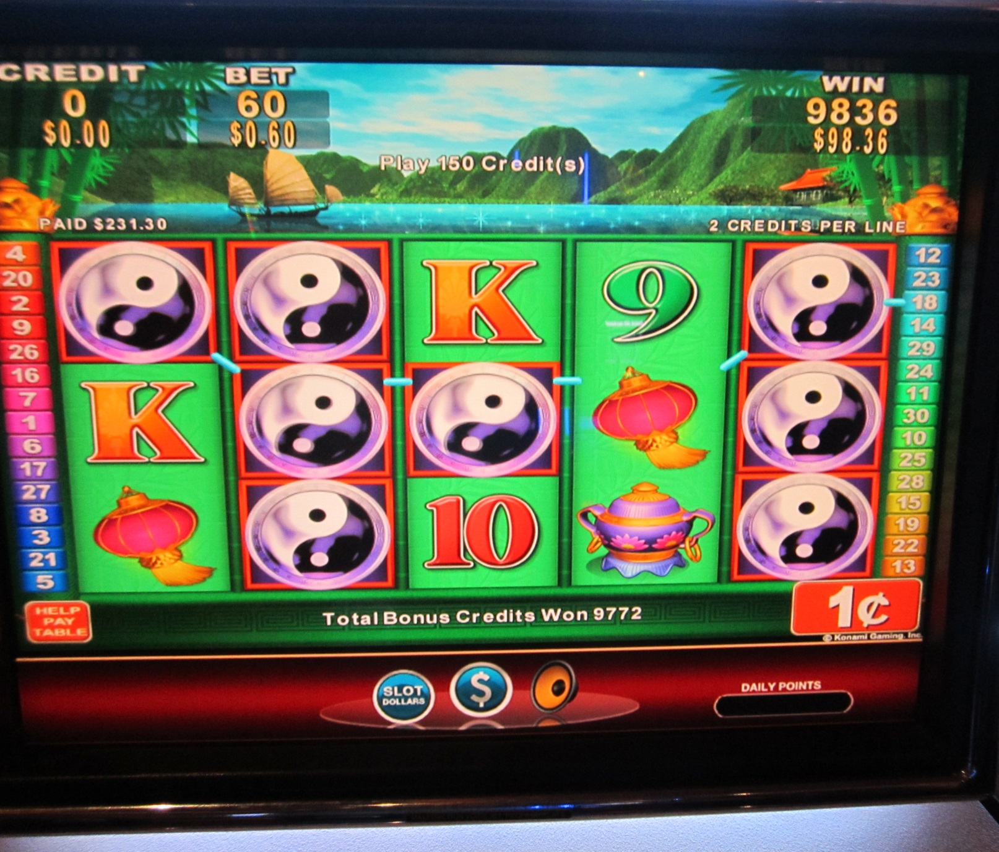 CREDIT BET WIN
0 60 9836
$0.00 $0.60 $98.36
Play 150 Credit(s)
PAID $231.30 2 CREDITS PER LINE
4
20
2
9
26
16
7
1
6
17
27
8
3
21
5
K 9
K
10
12
23
18
14
29
24
11
30
10
25
28
15
19
22
13
HELP
PAY
TABLE
Total Bonus Credits Won 9772
1¢
© Konami Gaming, Inc.
SLOT
DOLLARS
$
DAILY POINTS